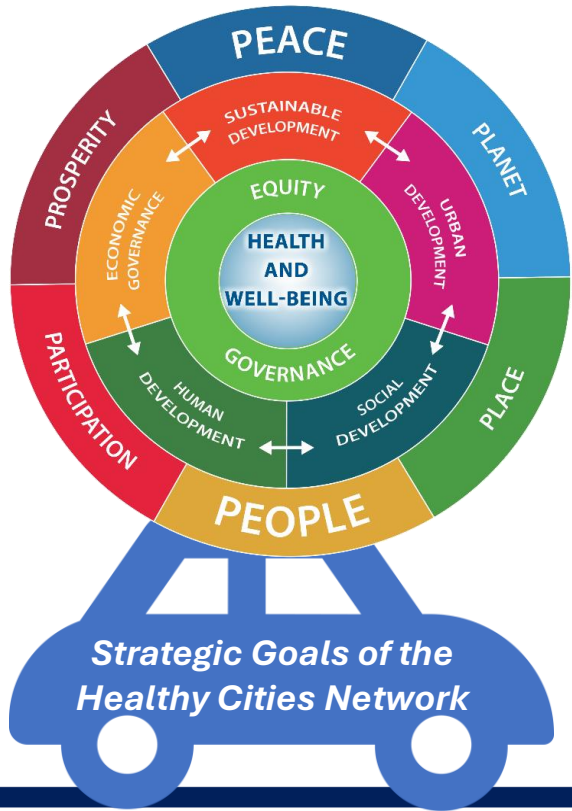 PEACE
PLANET
PLACE
PEOPLE
PARTICIPATION
PROSPERITY
SUSTAINABLE
DEVELOPMENT
URBAN
DEVELOPMENT
SOCIAL
DEVELOPMENT
HUMAN
DEVELOPMENT
ECONOMIC
GOVERNANCE
EQUITY
HEALTH
AND
WELL-BEING
GOVERNANCE
Strategic Goals of the
Healthy Cities Network